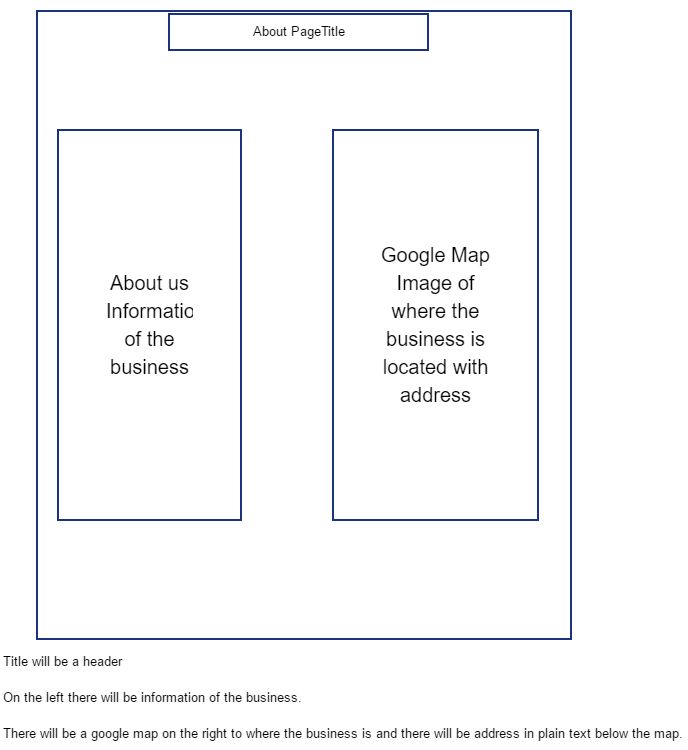 About PageTitle
About us
Informatio
of the
business
Google Map
Image of
where the
business is
located with
address
Title will be a header
On the left there will be information of the business.
There will be a google map on the right to where the business is and there will be address in plain text below the map.